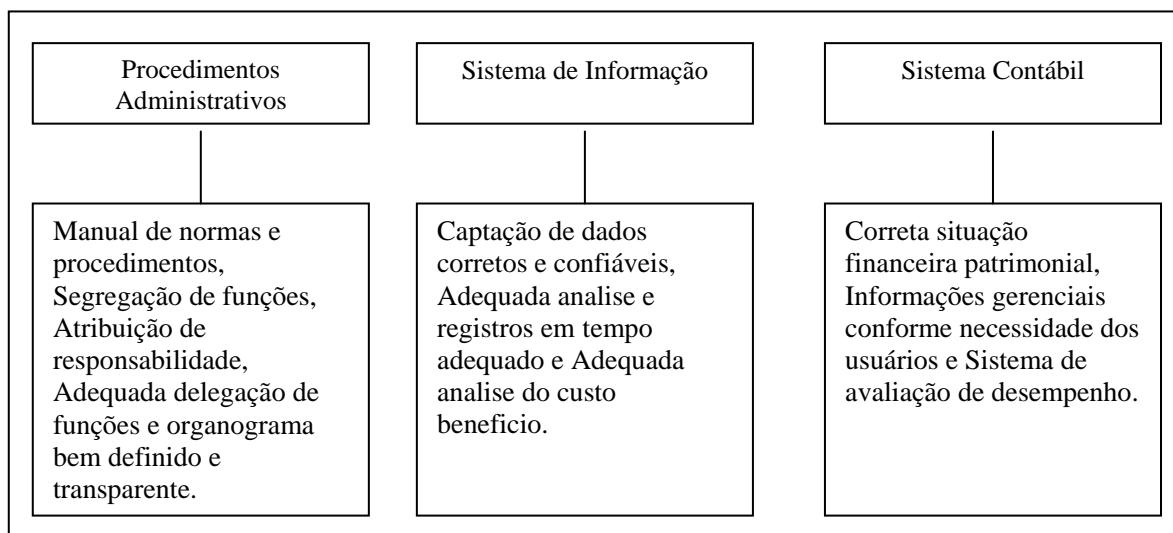 Procedimentos
Administrativos
Sistema de Informação
Sistema Contábil
Manual de normas e
procedimentos,
Segregação de funções,
Atribuição de
responsabilidade,
Adequada delegação de
funções e organograma
bem definido e
transparente.
Captação de dados
corretos e confiáveis,
Adequada analise e
registros em tempo
adequado e Adequada
analise do custo
beneficio.
Correta situação
financeira patrimonial,
Informações gerenciais
conforme necessidade dos
usuários e Sistema de
avaliação de desempenho.